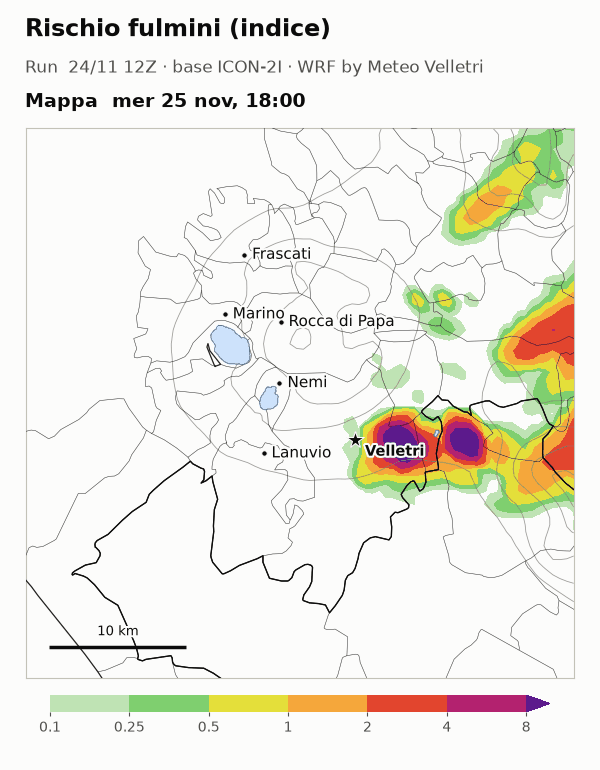 Rischio fulmini (indice)
Run  24/11 12Z · base ICON-2I · WRF by Meteo Velletri
Mappa  mer 25 nov, 18:00
Frascati
Marino
Rocca di Papa
Nemi
Velletri
Lanuvio
10 km
0.1 0.25 0.5 1 2 4 8